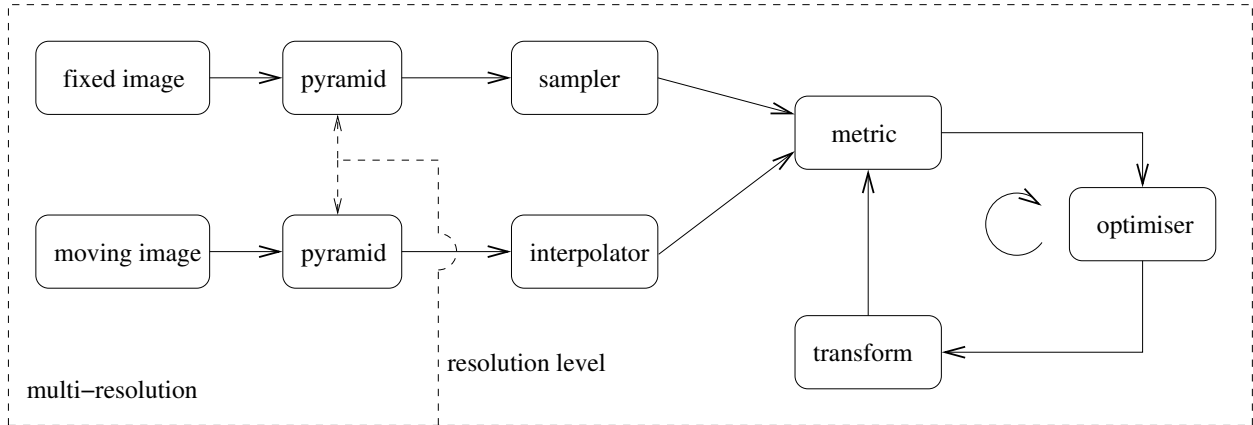 fixed image
pyramid
sampler
metric
moving image
pyramid
interpolator
optimiser
transform
resolution level
multi−resolution